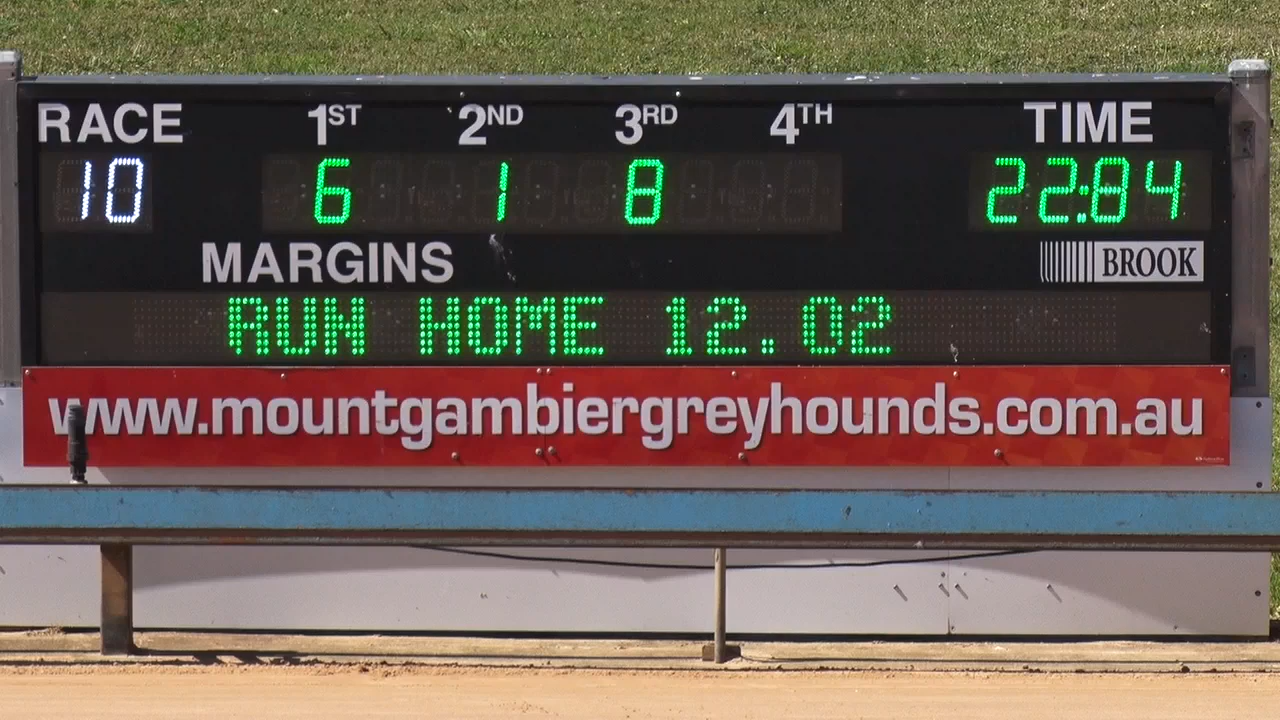 RACE 1ST 2ND 3RD 4TH TIME
10 6 1 8 22:84
MARGINS BROOK
RUN HOME 12.02
www.mountgambiergreyhounds.com.au